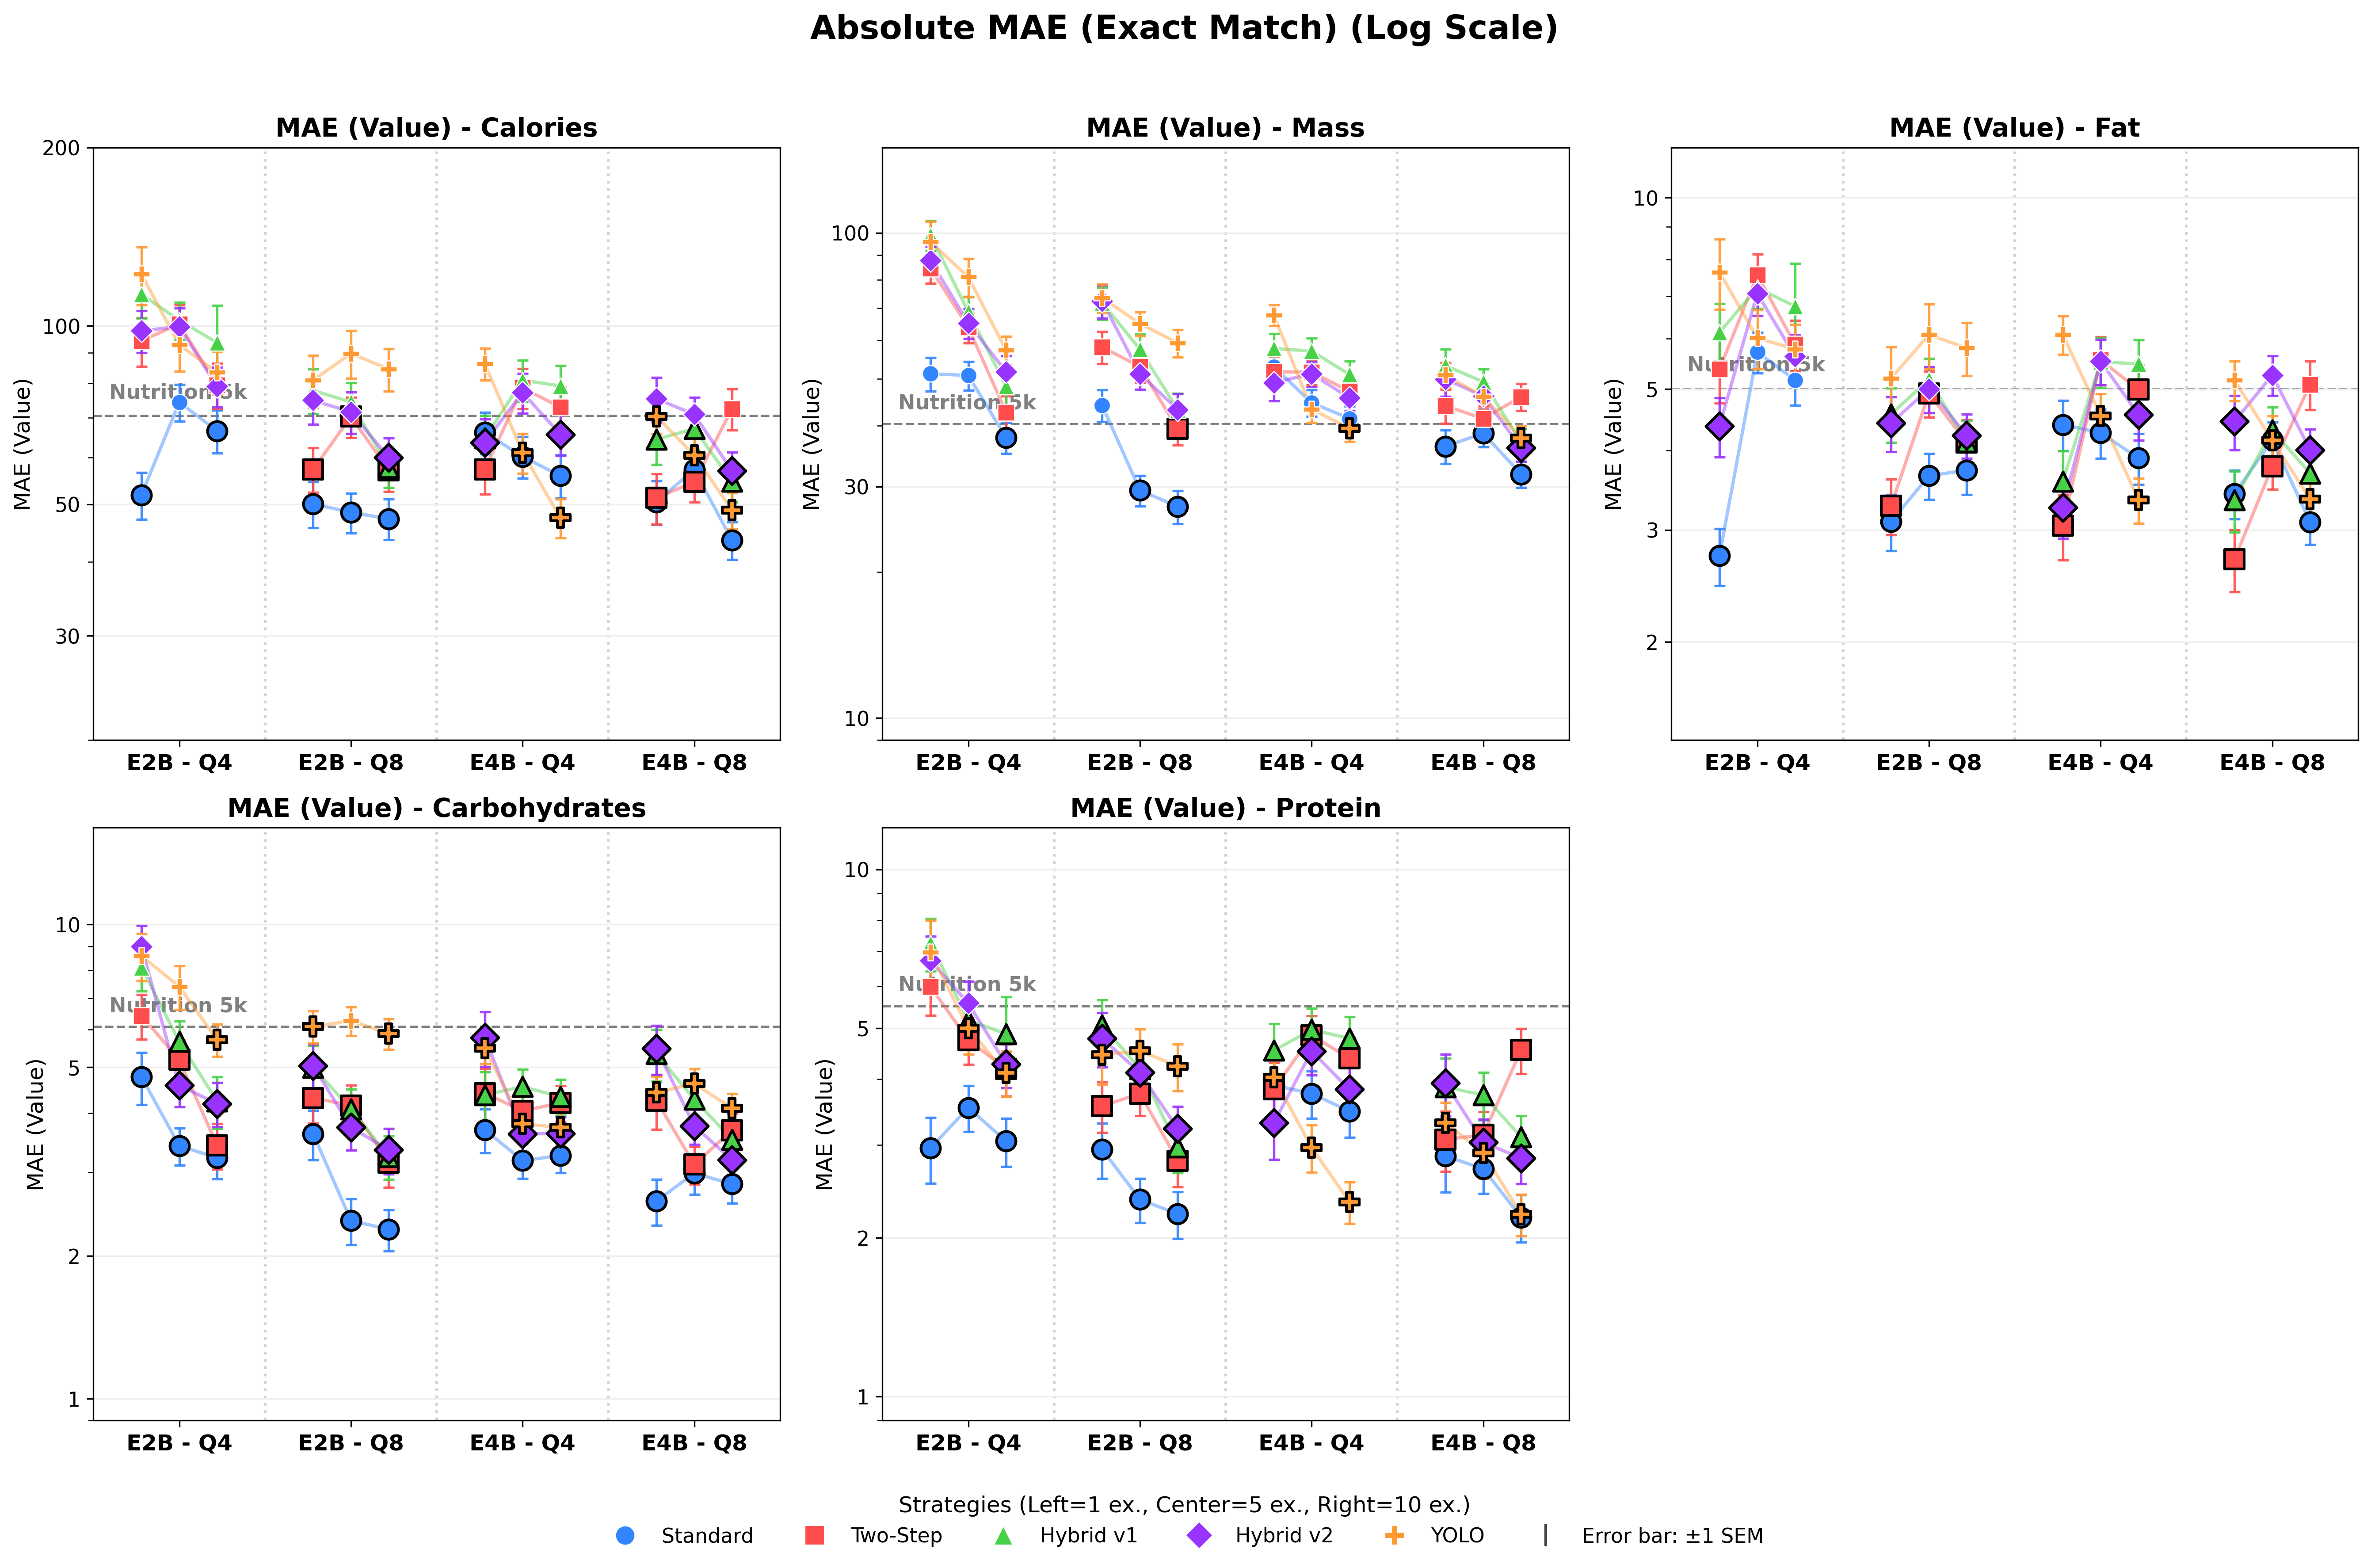 Absolute MAE (Exact Match) (Log Scale)
MAE (Value) - Calories
MAE (Value)
200
100
50
30
Nutrition 5k
E2B - Q4
E2B - Q8
E4B - Q4
E4B - Q8
MAE (Value) - Mass
MAE (Value)
100
30
10
Nutrition 5k
E2B - Q4
E2B - Q8
E4B - Q4
E4B - Q8
MAE (Value) - Fat
MAE (Value)
10
5
3
2
Nutrition 5k
E2B - Q4
E2B - Q8
E4B - Q4
E4B - Q8
MAE (Value) - Carbohydrates
MAE (Value)
10
5
2
1
Nutrition 5k
E2B - Q4
E2B - Q8
E4B - Q4
E4B - Q8
MAE (Value) - Protein
MAE (Value)
10
5
2
1
Nutrition 5k
E2B - Q4
E2B - Q8
E4B - Q4
E4B - Q8
Strategies (Left=1 ex., Center=5 ex., Right=10 ex.)
Standard
Two-Step
Hybrid v1
Hybrid v2
YOLO
Error bar: ±1 SEM